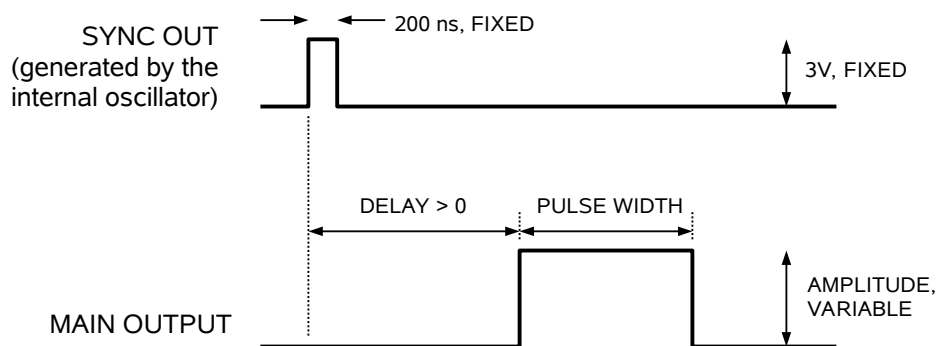 200 ns, FIXED
SYNC OUT
(generated by the
internal oscillator)
3V, FIXED
DELAY > 0
PULSE WIDTH
AMPLITUDE,
VARIABLE
MAIN OUTPUT